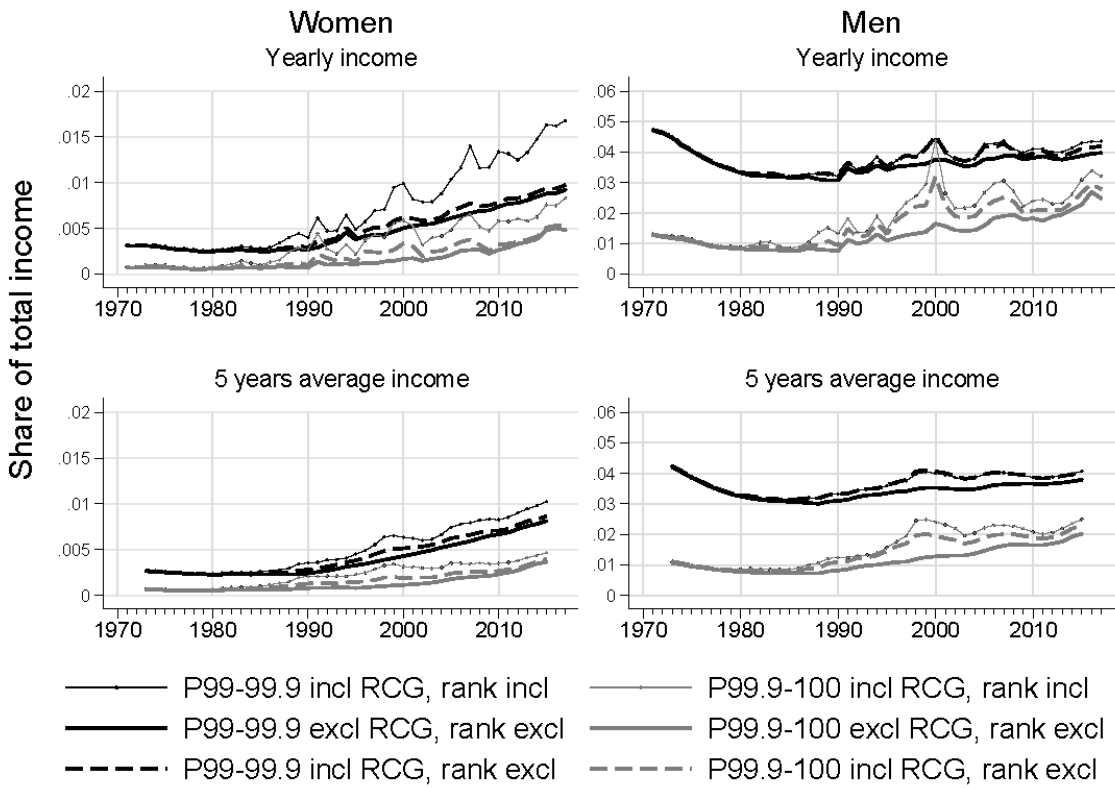 Women
Men
Yearly income
Yearly income
Share of total income
.02
.015
.01
.005
0
1970 1980 1990 2000 2010
.06
.05
.04
.03
.02
.01
0
1970 1980 1990 2000 2010
5 years average income
5 years average income
.02
.015
.01
.005
0
1970 1980 1990 2000 2010
.06
.05
.04
.03
.02
.01
0
1970 1980 1990 2000 2010
P99-99.9 incl RCG, rank incl
P99.9-100 incl RCG, rank incl
P99-99.9 excl RCG, rank excl
P99.9-100 excl RCG, rank excl
P99-99.9 incl RCG, rank excl
P99.9-100 incl RCG, rank excl